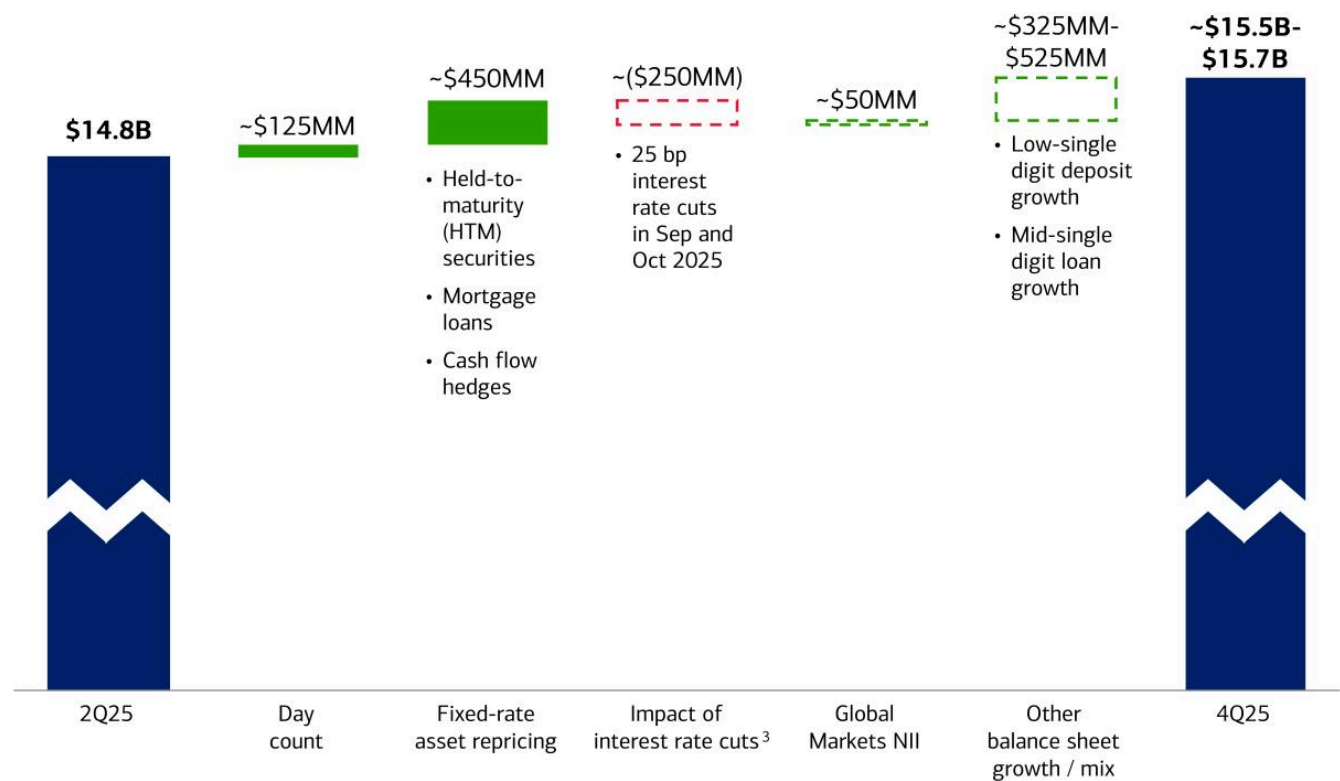 $14.8B
~$125MM
~$450MM
• Held-to-
maturity
(HTM)
securities
• Mortgage
loans
• Cash flow
hedges
~($250MM)
• 25 bp
interest
rate cuts
in Sep and
Oct 2025
~$50MM
~$325MM-
$525MM
• Low-single
digit deposit
growth
• Mid-single
digit loan
growth
~$15.5B-
$15.7B
2Q25
Day
count
Fixed-rate
asset repricing
Impact of
interest rate cuts³
Global
Markets NII
Other
balance sheet
growth / mix
4Q25